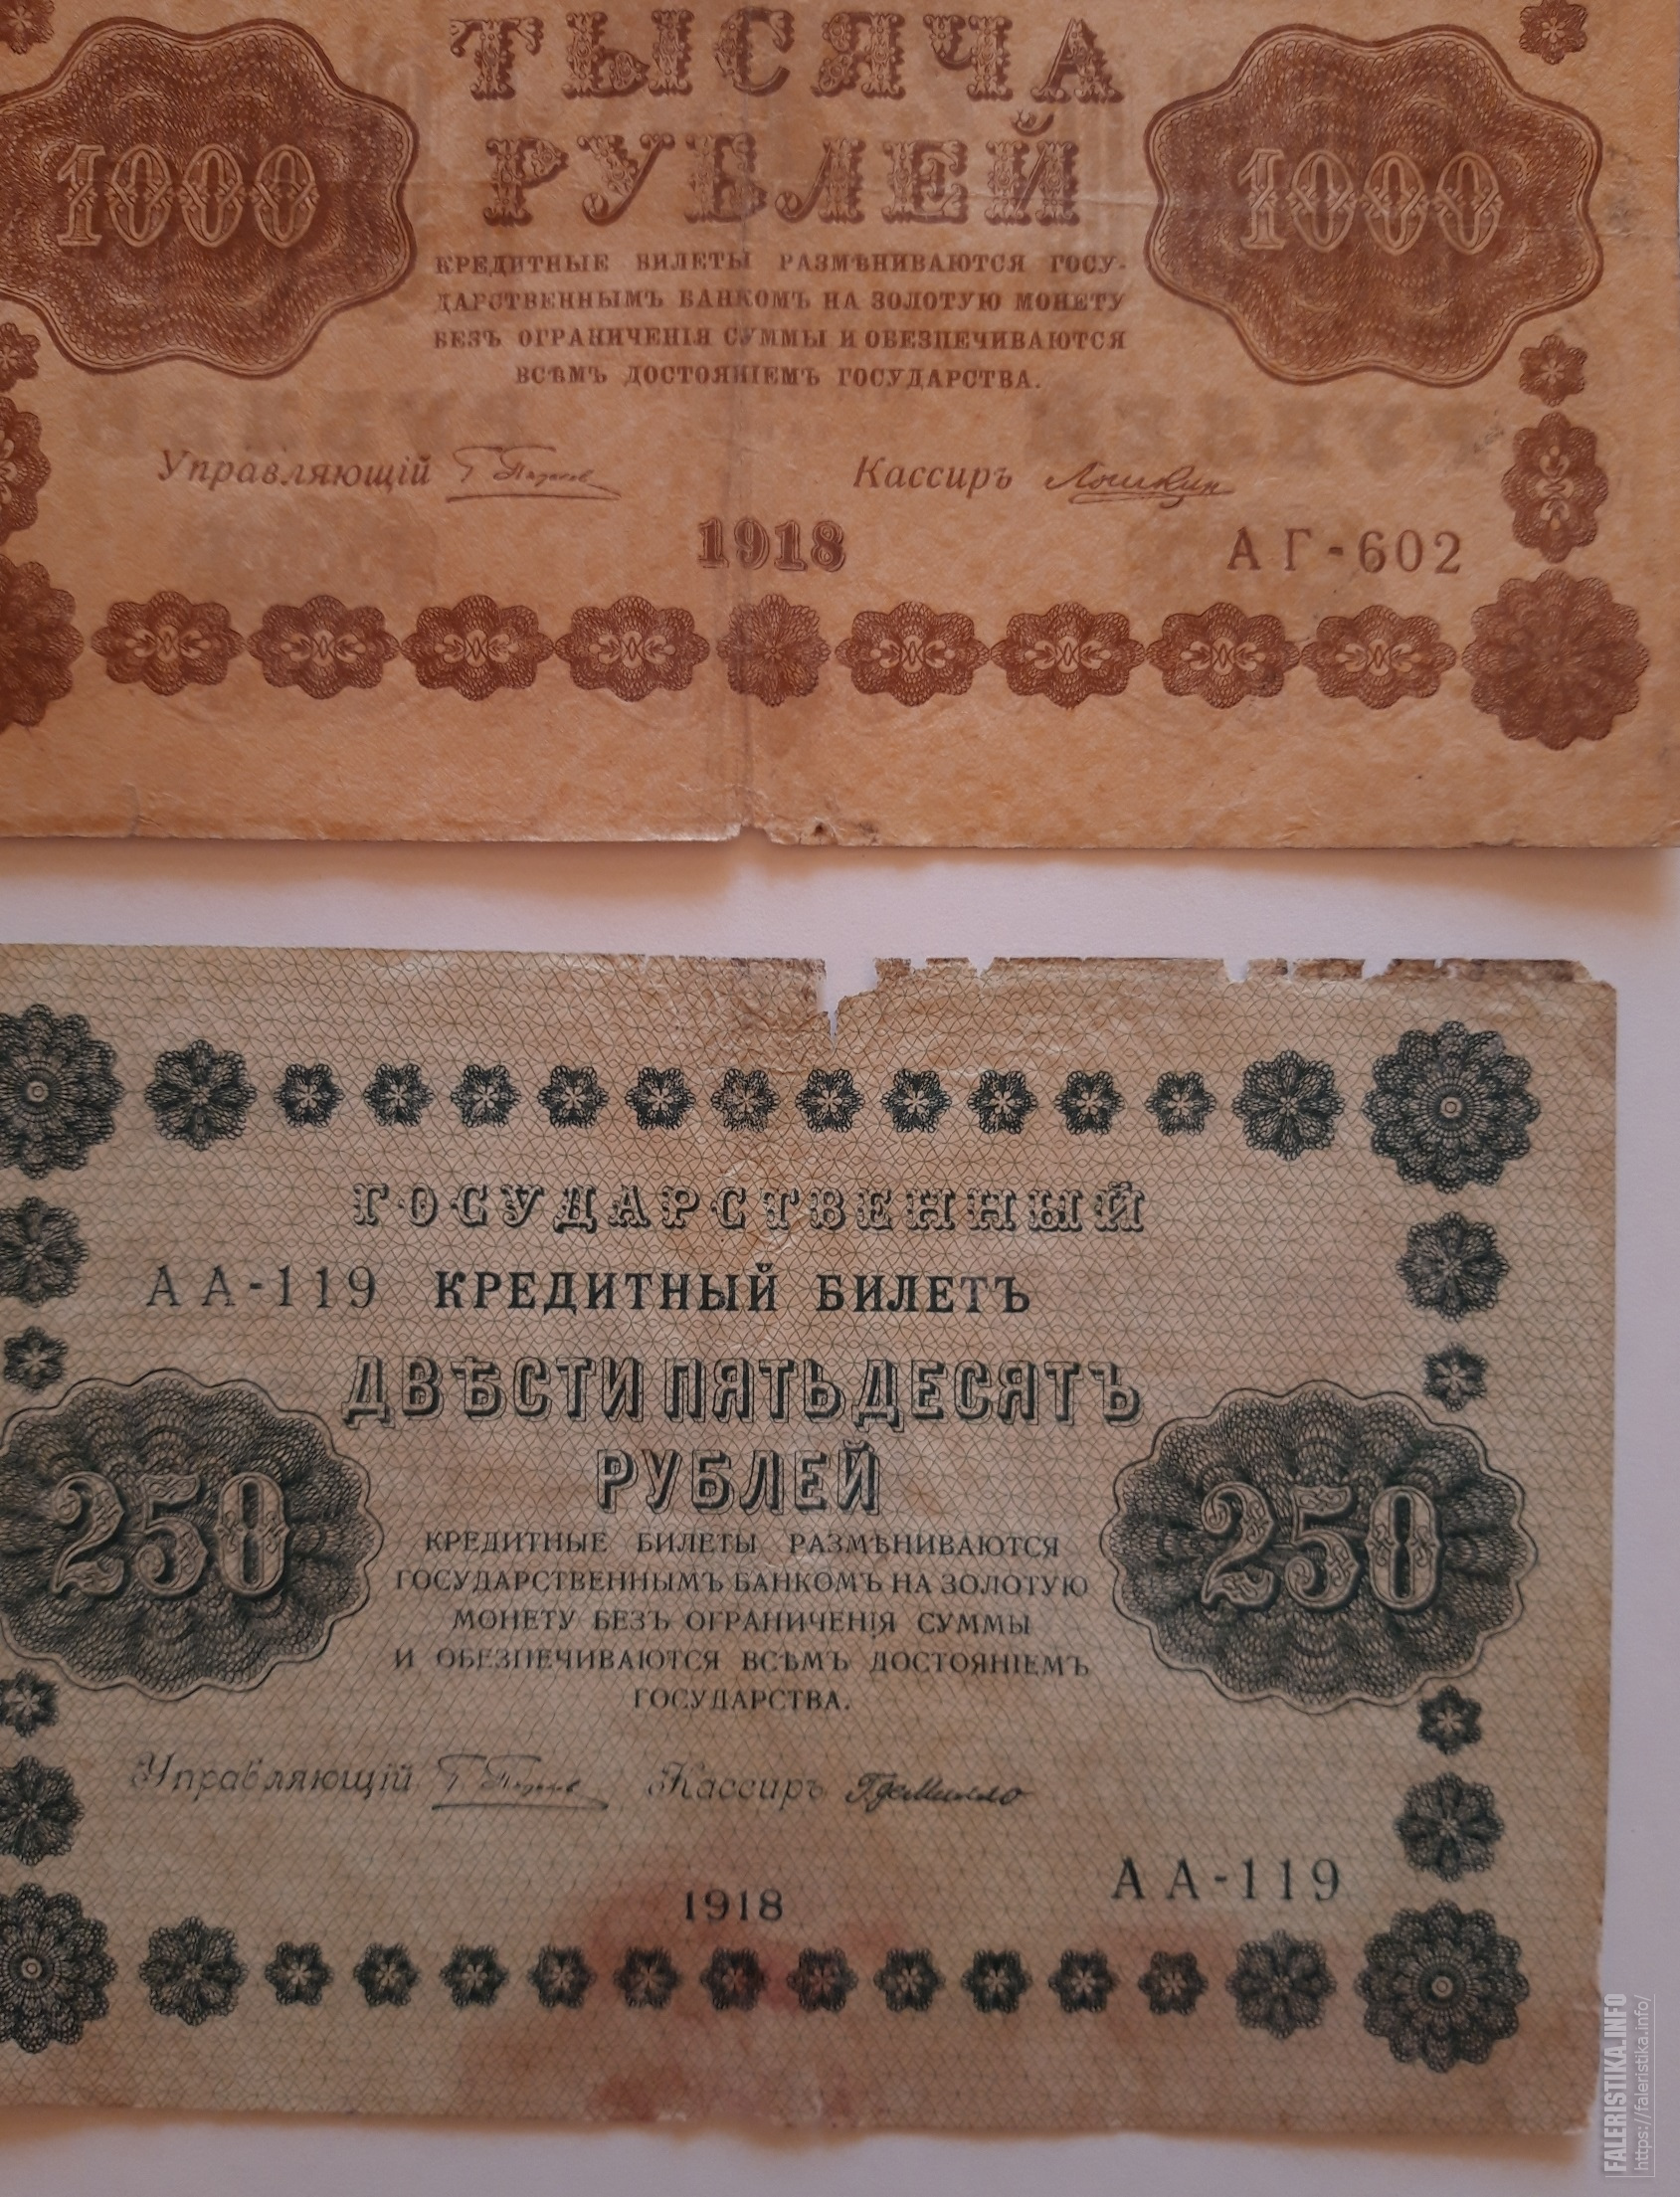 ТЫСЯЧА
РУБЛЕЙ
1000
1000
КРЕДИТНЫЕ БИЛЕТЫ РАЗМѢНИВАЮТСЯ ГОСУ-
ДАРСТВЕННЫМЪ БАНКОМЪ НА ЗОЛОТУЮ МОНЕТУ
БЕЗЪ ОГРАНИЧЕНІЯ СУММЫ И ОБЕЗПЕЧИВАЮТСЯ
ВСѢМЪ ДОСТОЯНІЕМЪ ГОСУДАРСТВА.
Управляющій Кассиръ Лошкин
1918
АГ-602
ГОСУДАРСТВЕННЫЙ
АА-119 КРЕДИТНЫЙ БИЛЕТЪ
ДВѢСТИ ПЯТЬДЕСЯТЪ
РУБЛЕЙ
250
250
КРЕДИТНЫЕ БИЛЕТЫ РАЗМѢНИВАЮТСЯ
ГОСУДАРСТВЕННЫМЪ БАНКОМЪ НА ЗОЛОТУЮ
МОНЕТУ БЕЗЪ ОГРАНИЧЕНІЯ СУММЫ
И ОБЕЗПЕЧИВАЮТСЯ ВСѢМЪ ДОСТОЯНІЕМЪ
ГОСУДАРСТВА.
Управляющій Кассиръ
1918
АА-119
FALERISTIKA.INFO
https://faleristika.info/